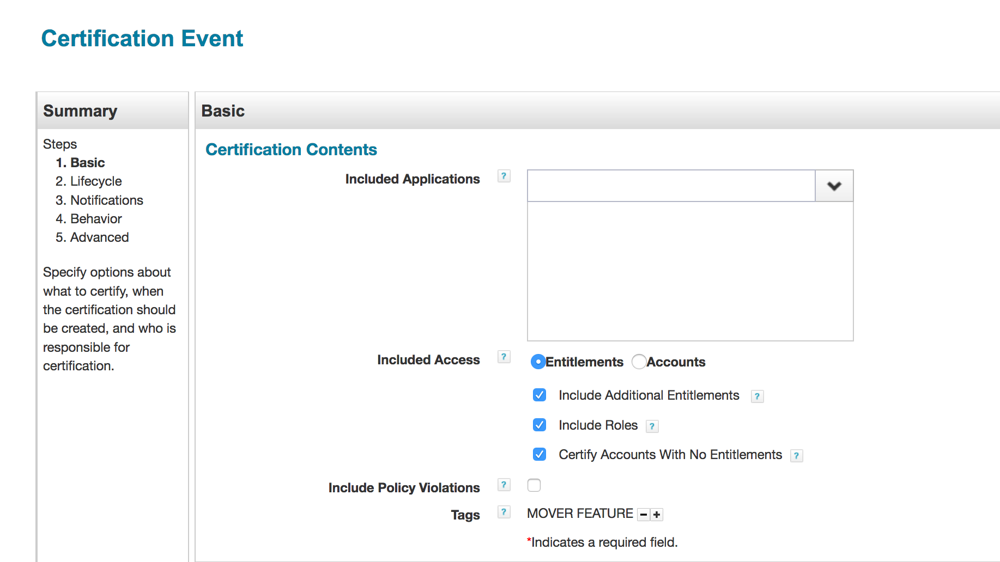 Certification Event
Summary
Steps
1. Basic
2. Lifecycle
3. Notifications
4. Behavior
5. Advanced
Specify options about
what to certify, when
the certification should
be created, and who is
responsible for
certification.
Basic
Certification Contents
Included Applications ?
Included Access ? Entitlements Accounts
Include Additional Entitlements ?
Include Roles ?
Certify Accounts With No Entitlements ?
Include Policy Violations ?
Tags ? MOVER FEATURE - +
*Indicates a required field.